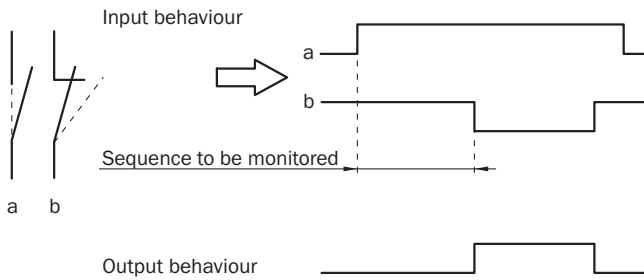 Input behaviour
a
b
Sequence to be monitored
a b
Output behaviour